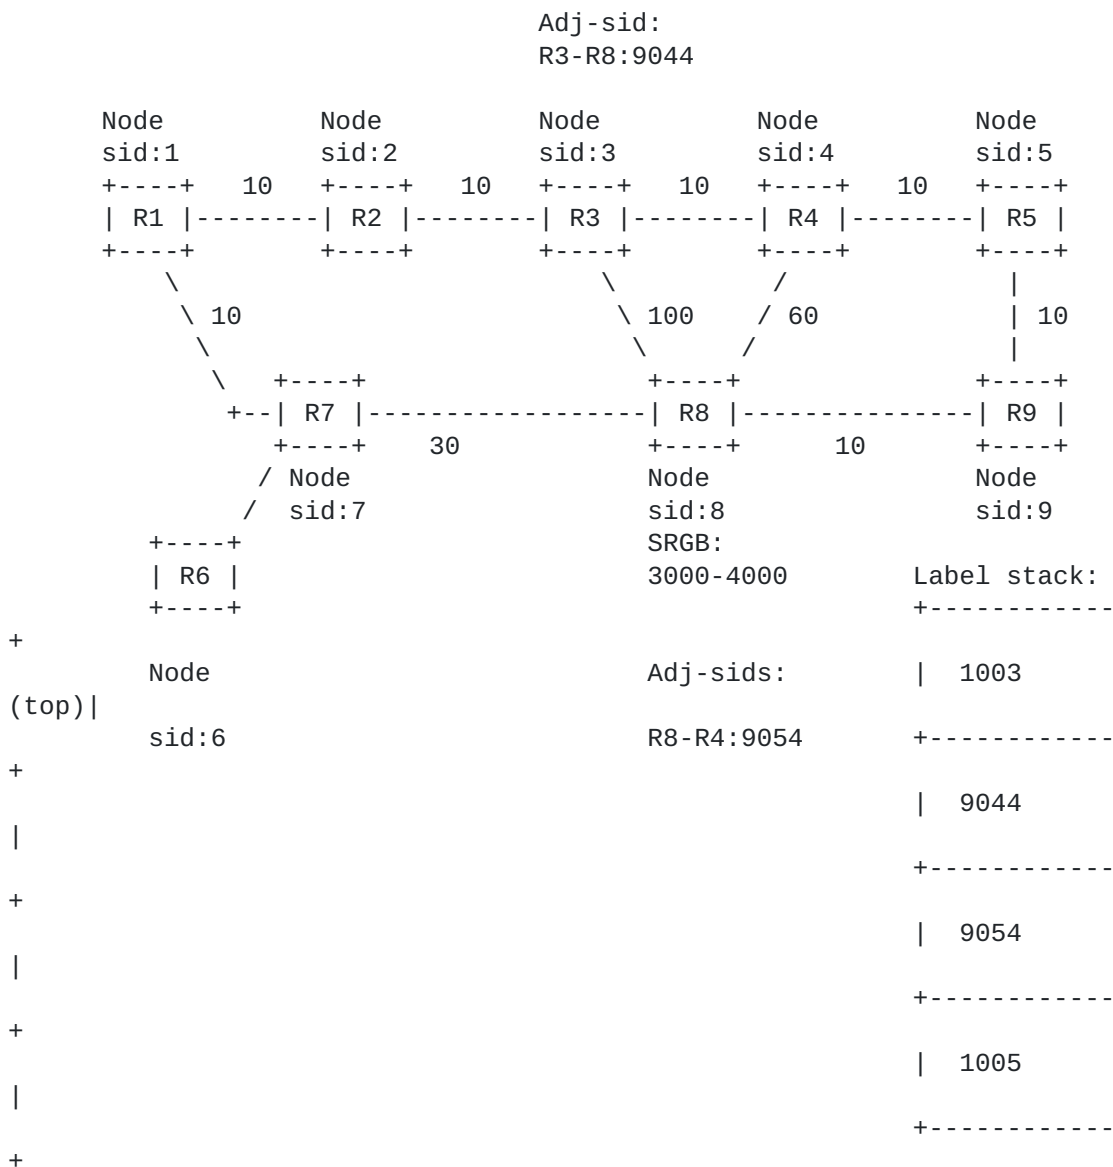 Adj-sid:
                                  R3-R8:9044

      Node          Node          Node          Node          Node
      sid:1         sid:2         sid:3         sid:4         sid:5
      +----+   10   +----+   10   +----+   10   +----+   10   +----+
      | R1 |--------| R2 |--------| R3 |--------| R4 |--------| R5 |
      +----+        +----+        +----+        +----+        +----+
          \                           \          /              |
           \ 10                        \ 100    / 60            | 10
            \                           \      /                |
             \   +----+                  +----+               +----+
              +--| R7 |------------------| R8 |---------------| R9 |
                 +----+    30            +----+      10       +----+
                / Node                   Node                 Node
               /  sid:7                  sid:8                sid:9
         +----+                          SRGB:
         | R6 |                          3000-4000        Label stack:
         +----+                                           +------------
+
         Node                            Adj-sids:        |  1003
(top)|
         sid:6                           R8-R4:9054       +------------
+
                                                          |  9044
|
                                                          +------------
+
                                                          |  9054
|
                                                          +------------
+
                                                          |  1005
|
                                                          +------------
+